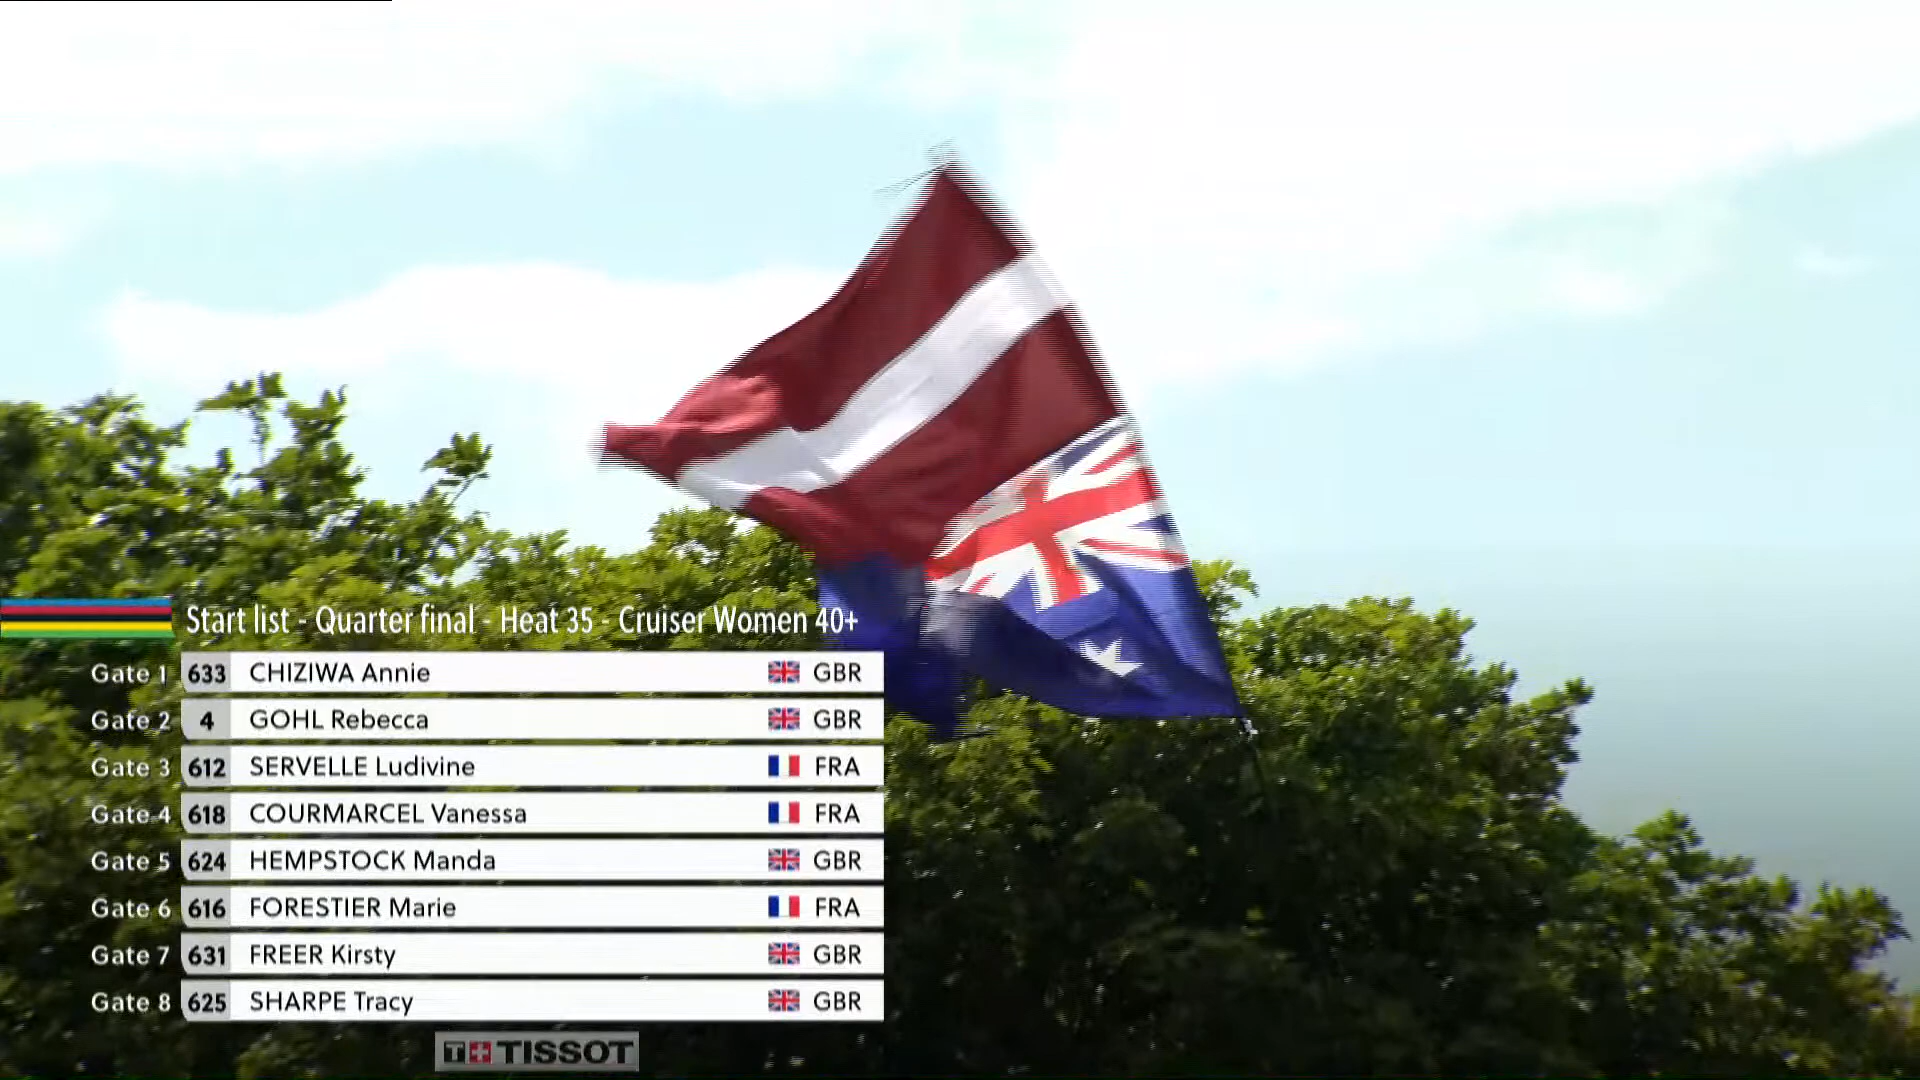 Start list - Quarter final - Heat 35 - Cruiser Women 40+
Gate 1 633 CHIZIWA Annie GBR
Gate 2 4 GOHL Rebecca GBR
Gate 3 612 SERVELLE Ludivine FRA
Gate 4 618 COURMARCEL Vanessa FRA
Gate 5 624 HEMPSTOCK Manda GBR
Gate 6 616 FORESTIER Marie FRA
Gate 7 631 FREER Kirsty GBR
Gate 8 625 SHARPE Tracy GBR
T+ TISSOT